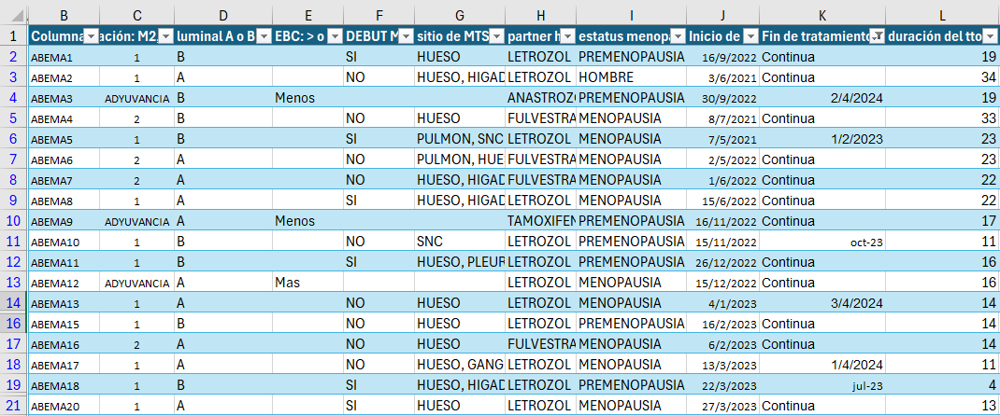 B C D E F G H I J K L
1 Columna ación: M2, luminal A o B EBC: > o DEBUT M sitio de MTS partner h estatus menopa Inicio de Fin de tratamiento duración del tto
2 ABEMA1 1 B SI HUESO LETROZOL PREMENOPAUSIA 16/9/2022 Continua 19
3 ABEMA2 1 A NO HUESO, HIGAD LETROZOL HOMBRE 3/6/2021 Continua 34
4 ABEMA3 ADYUVANCIA B Menos ANASTROZO PREMENOPAUSIA 30/9/2022 2/4/2024 19
5 ABEMA4 2 B NO HUESO FULVESTRA MENOPAUSIA 8/7/2021 Continua 33
6 ABEMA5 1 B SI PULMON, SNC LETROZOL MENOPAUSIA 7/5/2021 1/2/2023 23
7 ABEMA6 2 A NO PULMON, HUE FULVESTRA MENOPAUSIA 2/5/2022 Continua 23
8 ABEMA7 2 A NO HUESO, HIGAD FULVESTRA MENOPAUSIA 1/6/2022 Continua 22
9 ABEMA8 1 A SI HUESO, HIGAD LETROZOL MENOPAUSIA 15/6/2022 Continua 22
10 ABEMA9 ADYUVANCIA A Menos TAMOXIFEN PREMENOPAUSIA 16/11/2022 Continua 17
11 ABEMA10 1 B NO SNC LETROZOL PREMENOPAUSIA 15/11/2022 oct-23 11
12 ABEMA11 1 B SI HUESO, PLEUR LETROZOL PREMENOPAUSIA 26/12/2022 Continua 16
13 ABEMA12 ADYUVANCIA A Mas LETROZOL MENOPAUSIA 15/12/2022 Continua 16
14 ABEMA13 1 A NO HUESO LETROZOL MENOPAUSIA 4/1/2023 3/4/2024 14
16 ABEMA15 1 B NO HUESO LETROZOL PREMENOPAUSIA 16/2/2023 Continua 14
17 ABEMA16 2 A NO HUESO FULVESTRA MENOPAUSIA 6/2/2023 Continua 14
18 ABEMA17 1 A NO HUESO, GANG LETROZOL MENOPAUSIA 13/3/2023 1/4/2024 11
19 ABEMA18 1 B SI HUESO, HIGAD LETROZOL PREMENOPAUSIA 22/3/2023 jul-23 4
21 ABEMA20 1 A SI HUESO LETROZOL MENOPAUSIA 27/3/2023 Continua 13